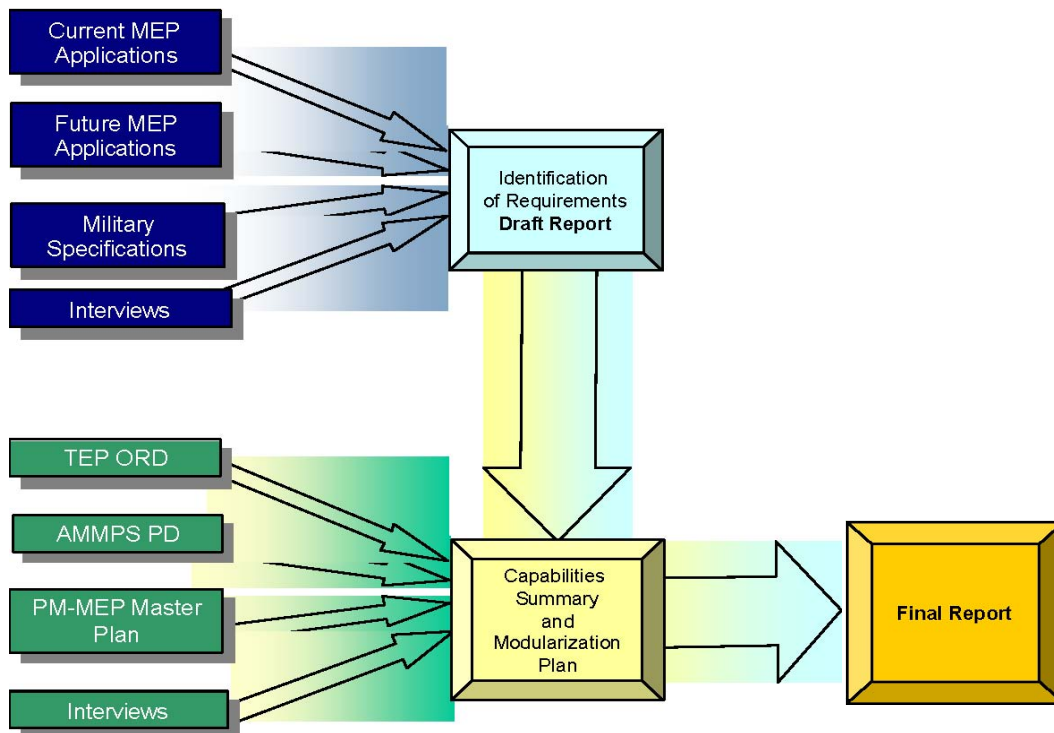 Current MEP
Applications
Future MEP
Applications
Military
Specifications
Interviews
Identification
of Requirements
Draft Report
TEP ORD
AMMPS PD
PM-MEP Master
Plan
Interviews
Capabilities
Summary
and
Modularization
Plan
Final Report